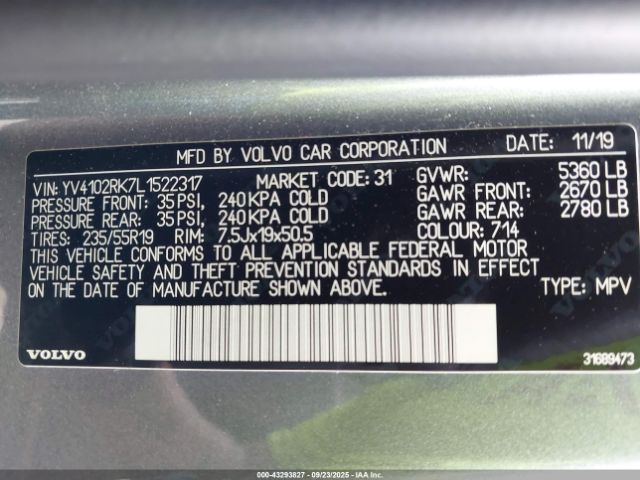 MFD BY VOLVO CAR CORPORATION DATE: 11/19
VIN: YV4102RK7L1522317 MARKET CODE: 31 GVWR: 5360 LB
PRESSURE FRONT: 35 PSI, 240 KPA COLD GAWR FRONT: 2670 LB
PRESSURE REAR: 35 PSI, 240 KPA COLD GAWR REAR: 2780 LB
TIRES: 235/55R19 RIM: 7.5Jx19x50.5 COLOUR: 714
THIS VEHICLE CONFORMS TO ALL APPLICABLE FEDERAL MOTOR
VEHICLE SAFETY AND THEFT PREVENTION STANDARDS IN EFFECT
ON THE DATE OF MANUFACTURE SHOWN ABOVE. TYPE: MPV
VOLVO 31689473
000-43293827 - 09/23/2025 - IAAI.com